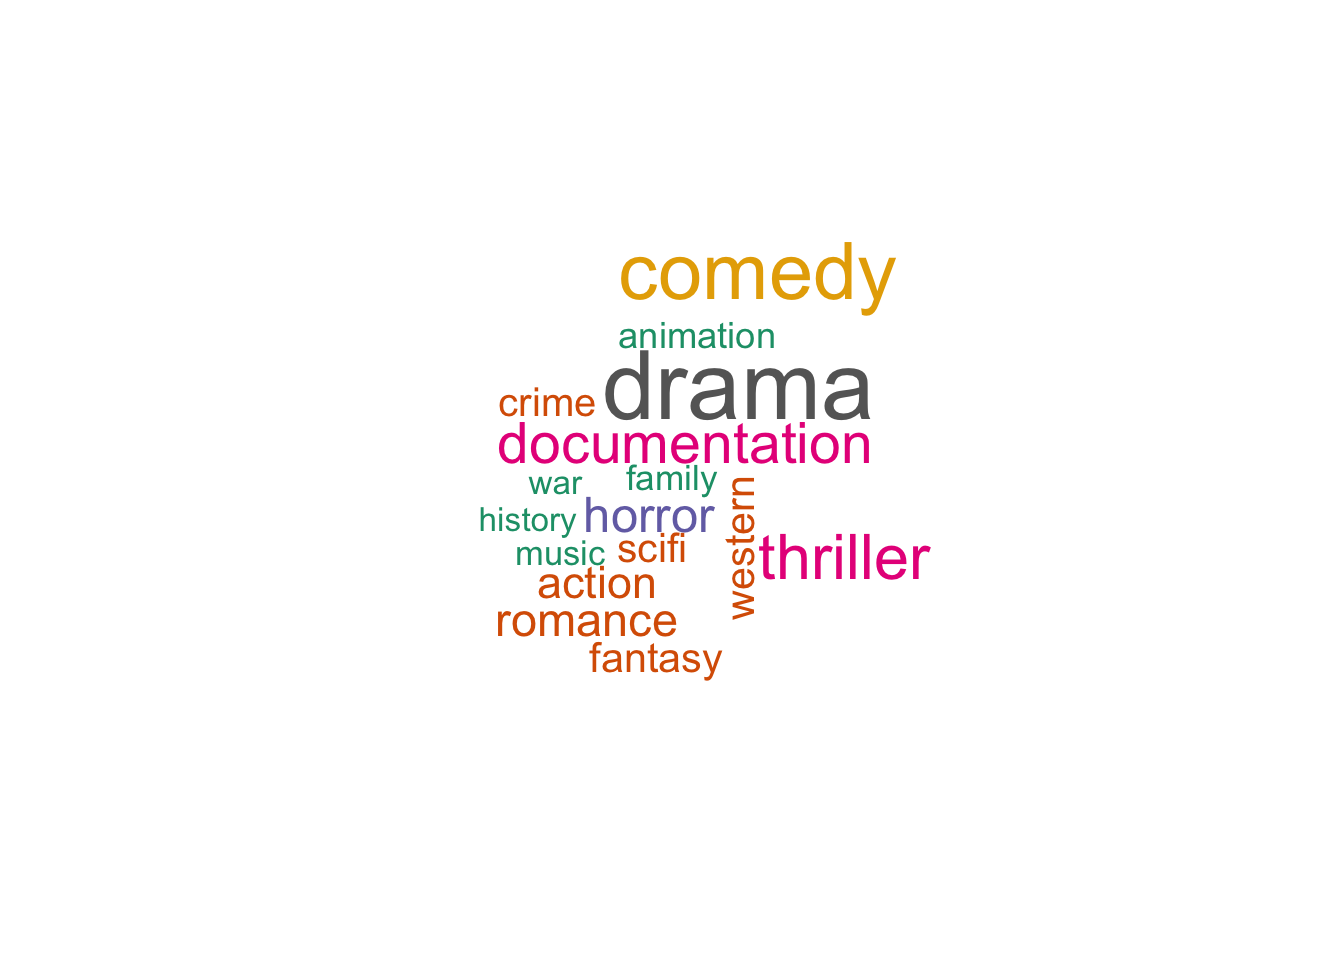 comedy
animation
drama
crime
documentation
war
family
western
history
horror
music
scifi
thriller
action
romance
fantasy